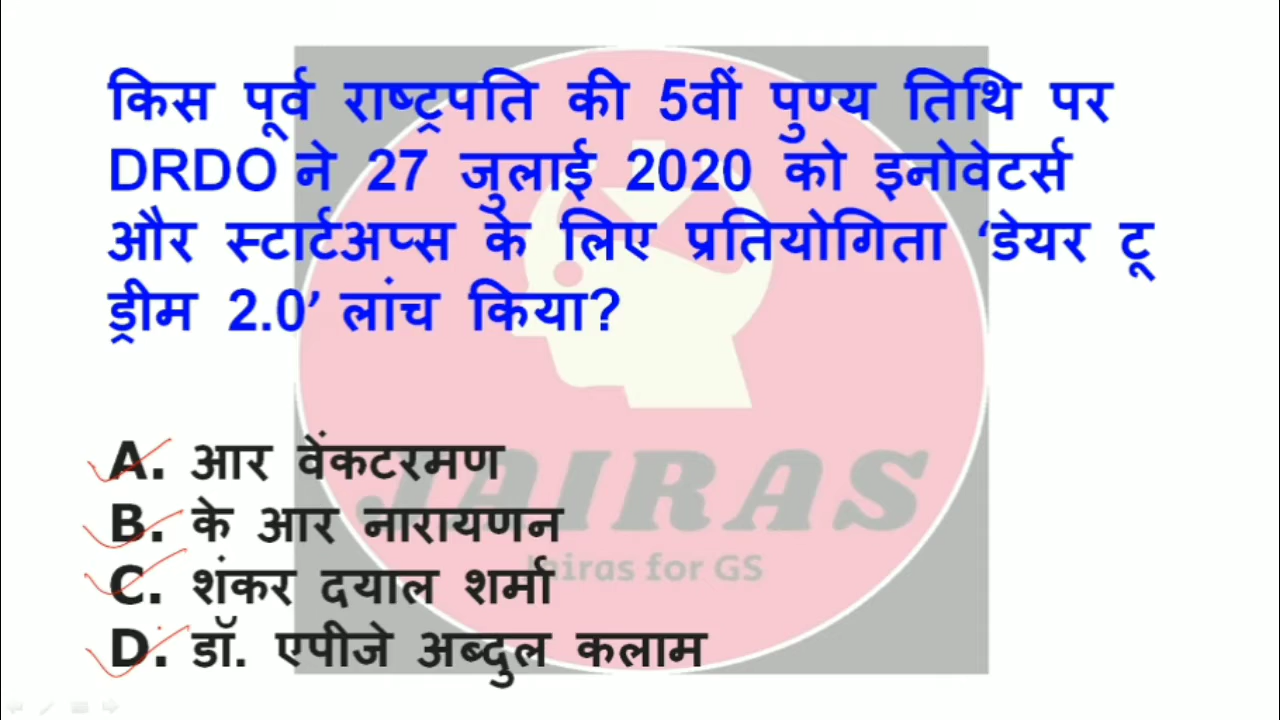 किस पूर्व राष्ट्रपति की 5वीं पुण्य तिथि पर
DRDO ने 27 जुलाई 2020 को इनोवेटर्स
और स्टार्टअप्स के लिए प्रतियोगिता ‘डेयर टू
ड्रीम 2.0’ लांच किया?
A. आर वेंकटरमण
B. के आर नारायणन
C. शंकर दयाल शर्मा
D. डॉ. एपीजे अब्दुल कलाम
JAIRAS
Jairas for GS